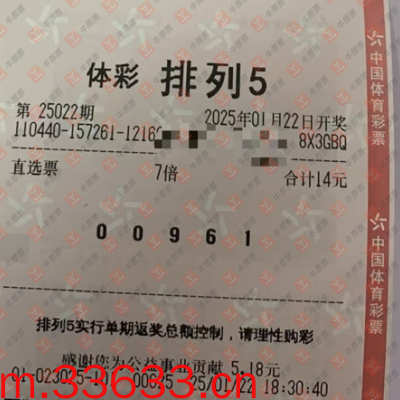 体彩 排列5
第 25022期 2025年01月22日开奖
110440-157261-1216 8X3GBQ
直选票 7倍 合计14元
0 0 9 6 1
排列5实行单期返奖总额控制，请理性购彩
感谢您为公益事业贡献 5.18元
25/01/22 18:30:40
m.33633.cn
中国体育彩票
中国体育彩票